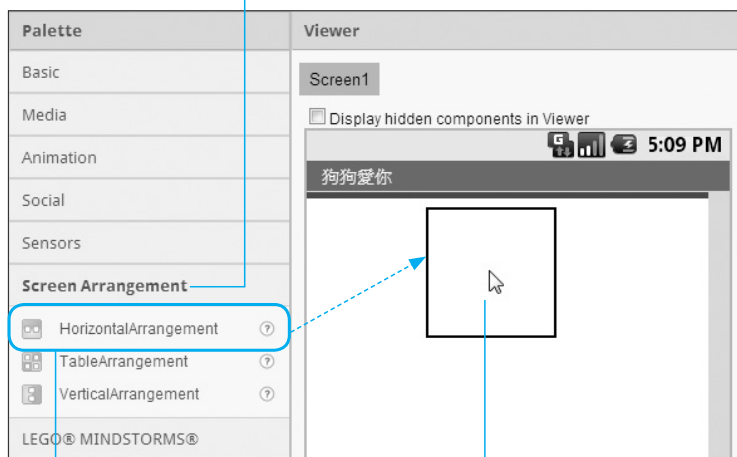 Palette
Basic
Media
Animation
Social
Sensors
Screen Arrangement
HorizontalArrangement ?
TableArrangement ?
VerticalArrangement ?
LEGO® MINDSTORMS®
Viewer
Screen1
Display hidden components in Viewer
G 5:09 PM
狗狗愛你